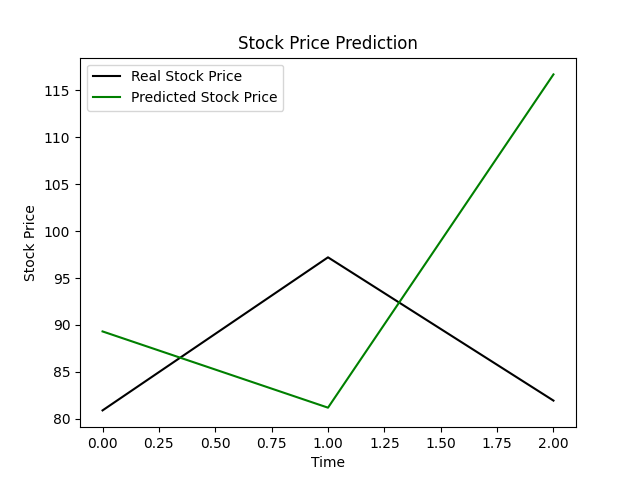 Stock Price Prediction
Real Stock Price
Predicted Stock Price
Stock Price
115
110
105
100
95
90
85
80
0.00 0.25 0.50 0.75 1.00 1.25 1.50 1.75 2.00
Time